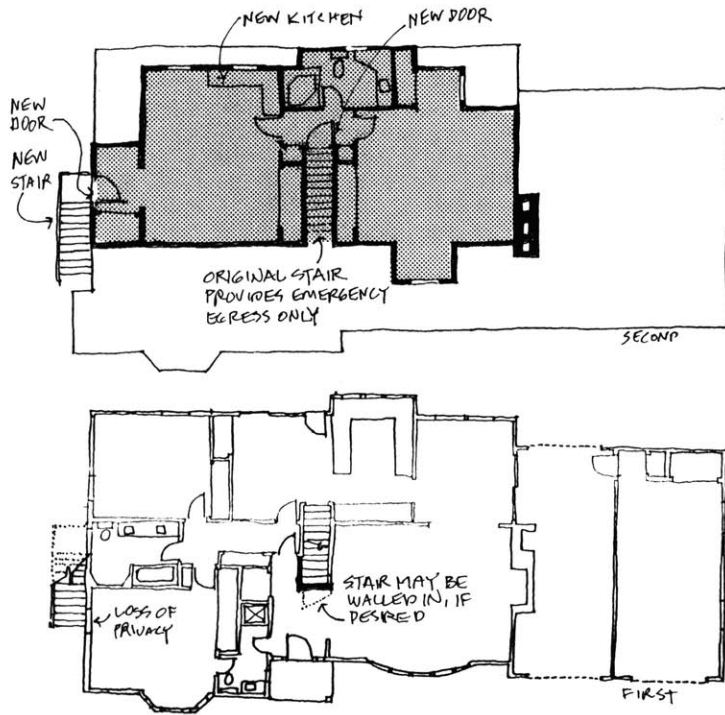 NEW KITCHEN
NEW DOOR
NEW
DOOR
NEW
STAIR
ORIGINAL STAIR
PROVIDES EMERGENCY
EGRESS ONLY
SECOND
STAIR MAY BE
WALLED IN, IF
DESIRED
LOSS OF
PRIVACY
FIRST